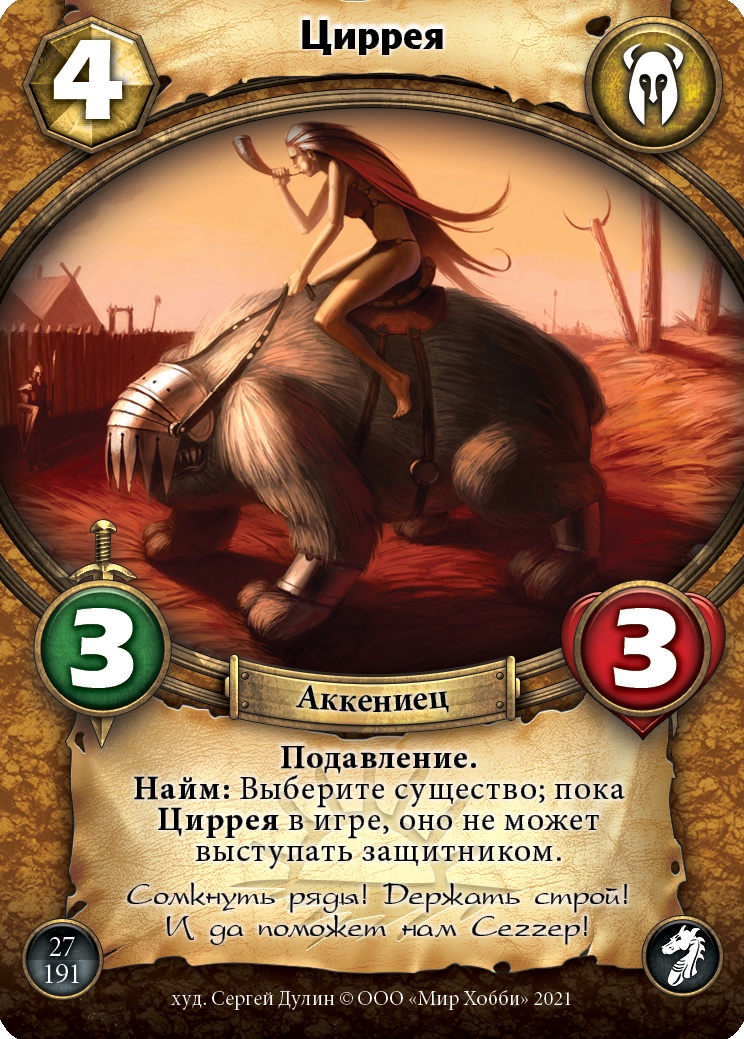 Циррея
4
3
3
Аккениец
Подавление.
Найм: Выберите существо; пока
Циррея в игре, оно не может
выступать защитником.
Сомкнуть ряды! Держать строй!
И да поможет нам Сеззер!
27
191
худ. Сергей Дулин © ООО «Мир Хобби» 2021